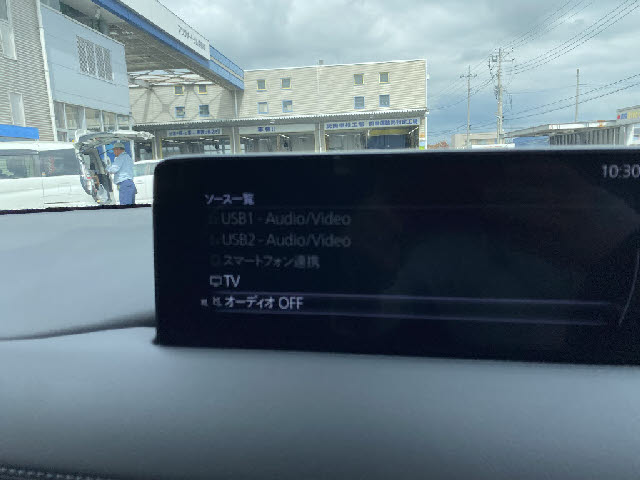 10:30
ソース一覧
USB1 - Audio/Video
USB2 - Audio/Video
スマートフォン連携
TV
オーディオ OFF